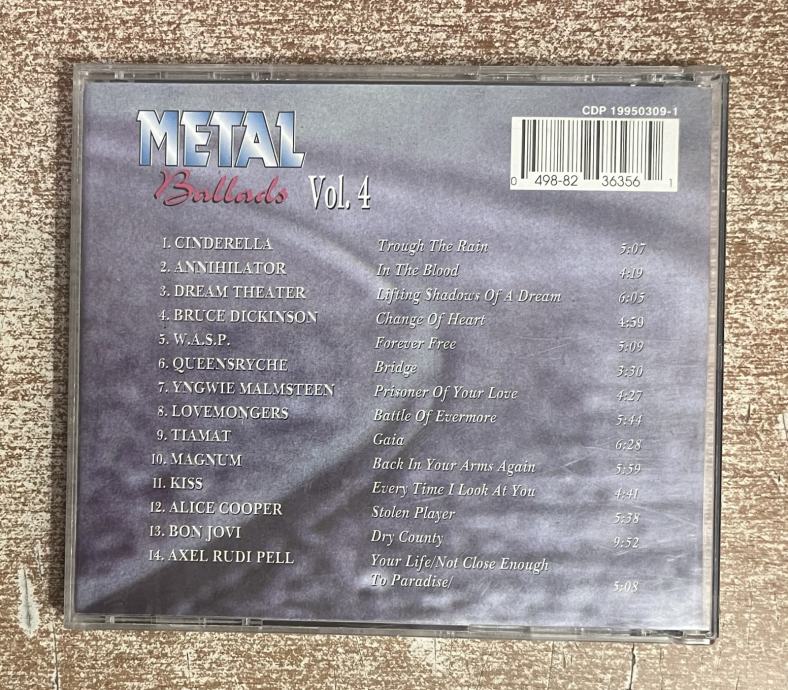 CDP 19950309-1
METAL
Ballads Vol. 4
0 498-82 36356 1
1. CINDERELLA Trough The Rain 5:07
2. ANNIHILATOR In The Blood 4:19
3. DREAM THEATER Lifting Shadows Of A Dream 6:05
4. BRUCE DICKINSON Change Of Heart 4:59
5. W.A.S.P. Forever Free 5:09
6. QUEENSRYCHE Bridge 3:30
7. YNGWIE MALMSTEEN Prisoner Of Your Love 4:27
8. LOVEMONGERS Battle Of Evermore 5:44
9. TIAMAT Gaia 6:28
10. MAGNUM Back In Your Arms Again 5:59
11. KISS Every Time I Look At You 4:41
12. ALICE COOPER Stolen Player 5:38
13. BON JOVI Dry County 9:52
14. AXEL RUDI PELL Your Life/Not Close Enough
To Paradise/ 5:08